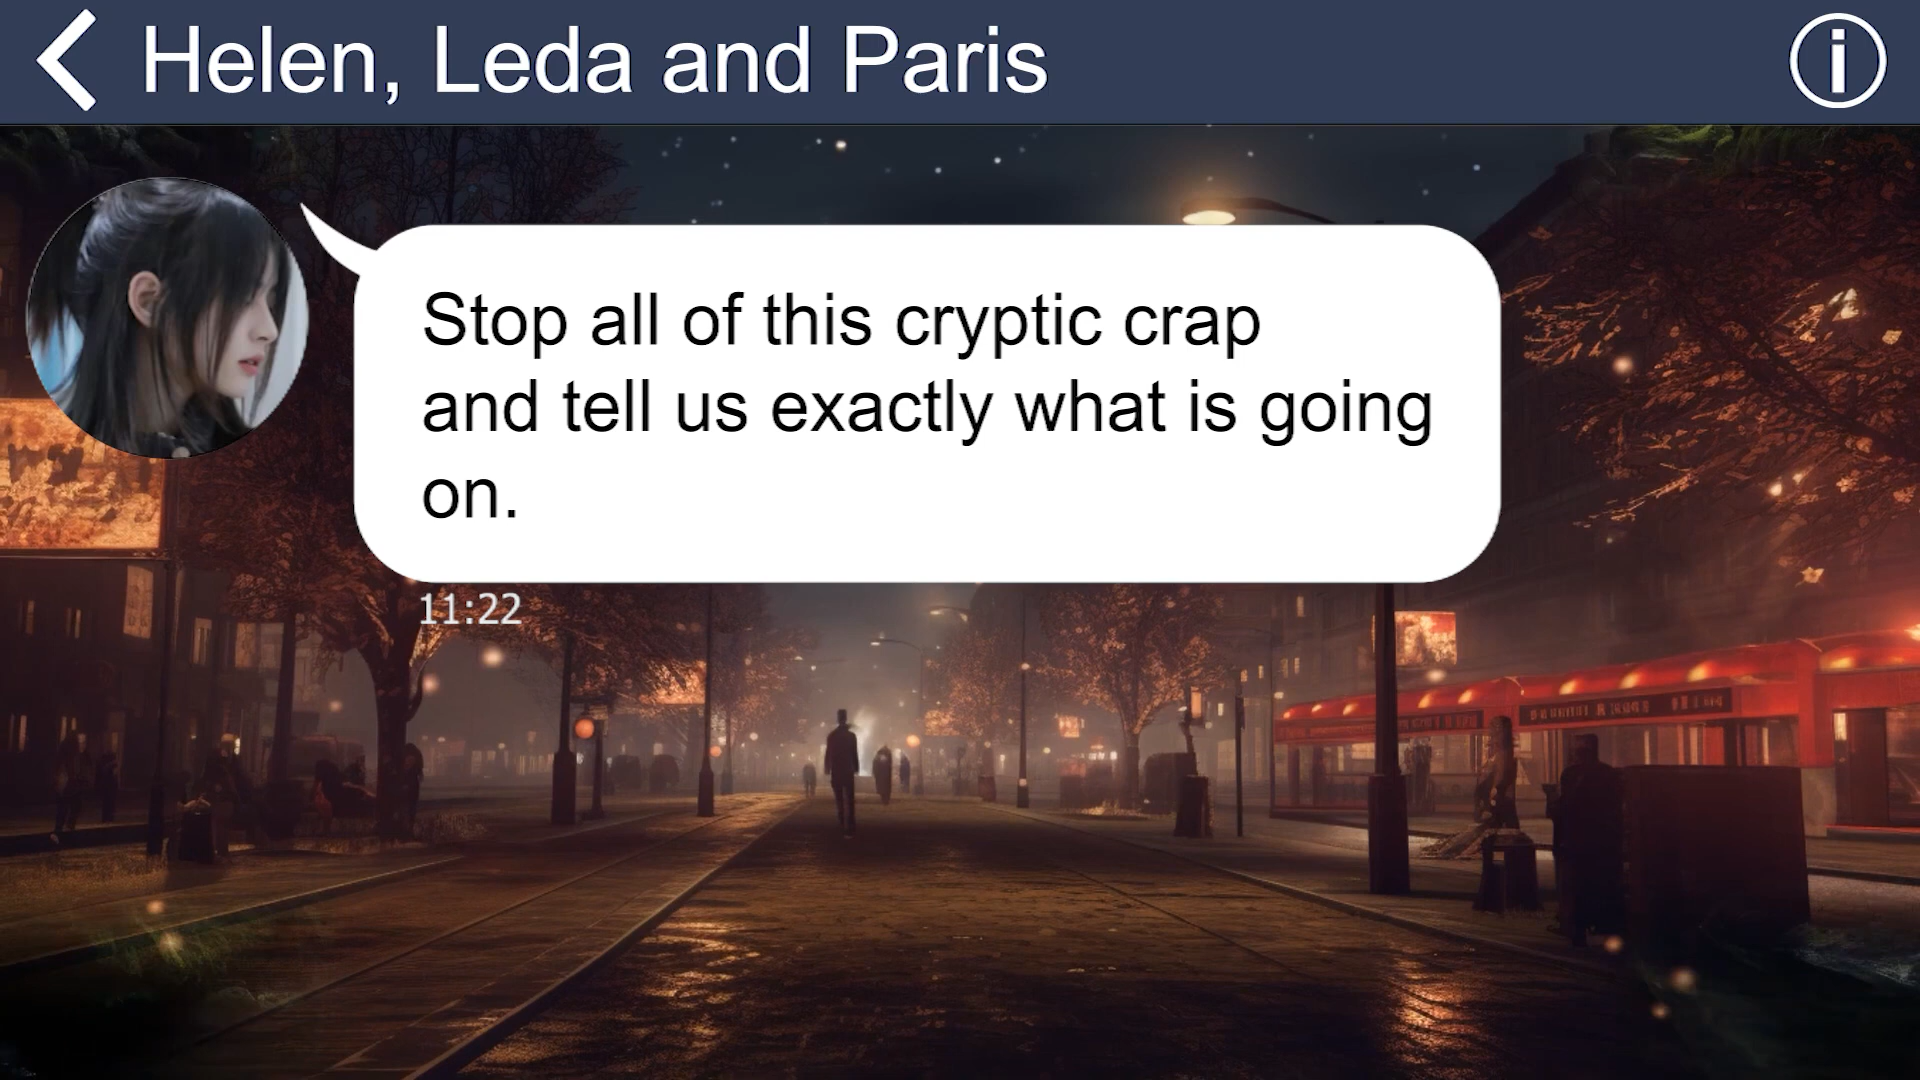 Helen, Leda and Paris
Stop all of this cryptic crap
and tell us exactly what is going
on.
11:22